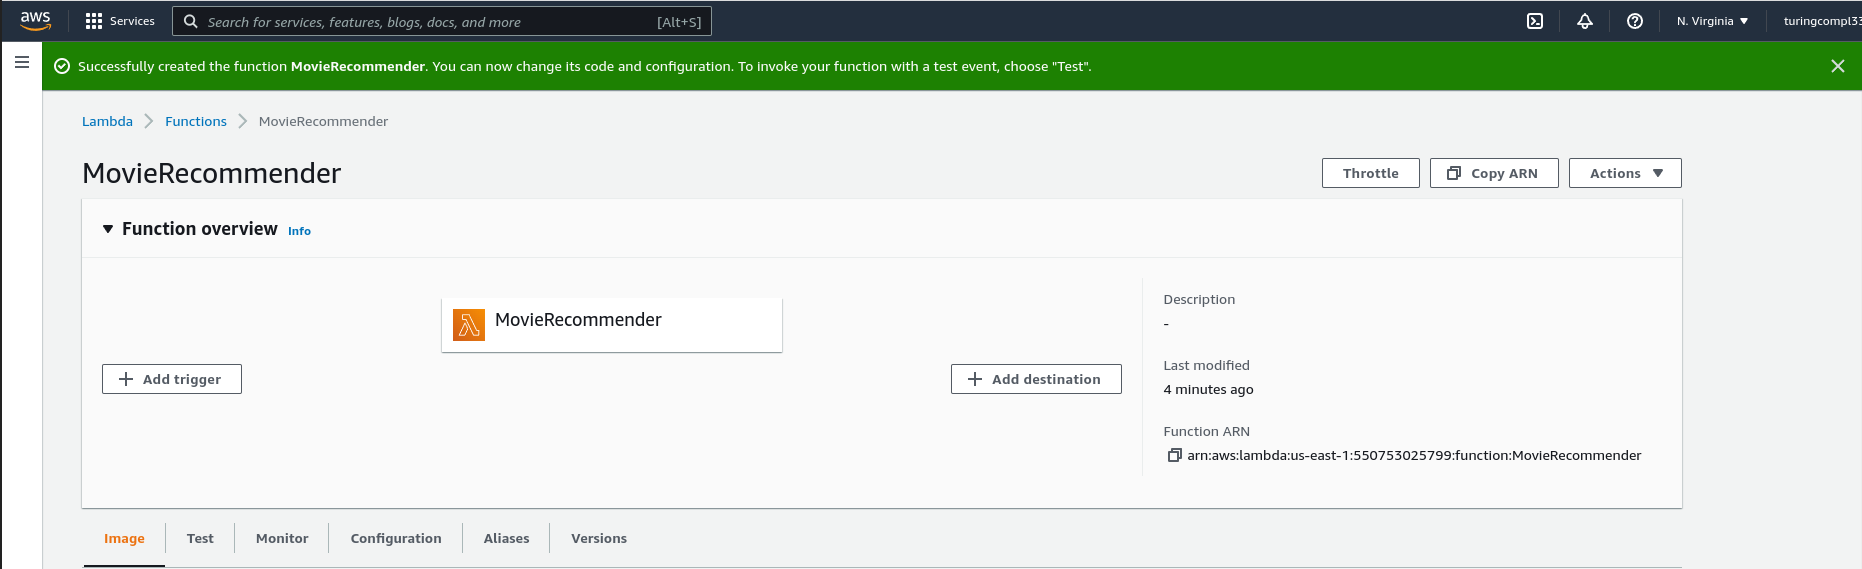 aws
Services
Search for services, features, blogs, docs, and more [Alt+S]
N. Virginia
turingcompl33
Successfully created the function MovieRecommender. You can now change its code and configuration. To invoke your function with a test event, choose "Test".
Lambda Functions MovieRecommender
MovieRecommender
Throttle
Copy ARN
Actions
Function overview Info
MovieRecommender
Add trigger
Add destination
Description
-
Last modified
4 minutes ago
Function ARN
arn:aws:lambda:us-east-1:550753025799:function:MovieRecommender
Image Test Monitor Configuration Aliases Versions